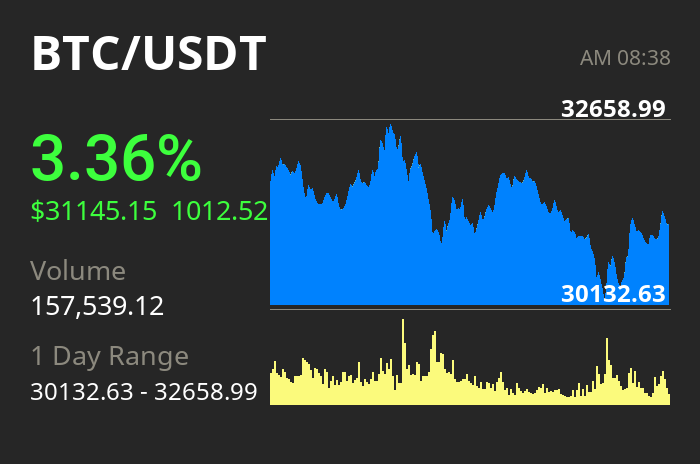 BTC/USDT
AM 08:38
32658.99
3.36%
$31145.15 1012.52
Volume
157,539.12
30132.63
1 Day Range
30132.63 - 32658.99